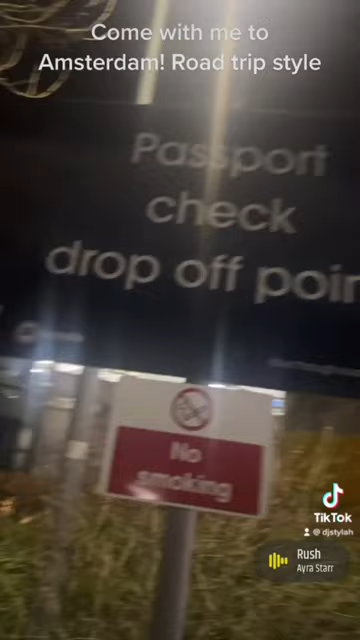 Come with me to
Amsterdam! Road trip style
Passport
check
drop off poin
No
smoking
TikTok
@djstylah
Rush
Ayra Starr